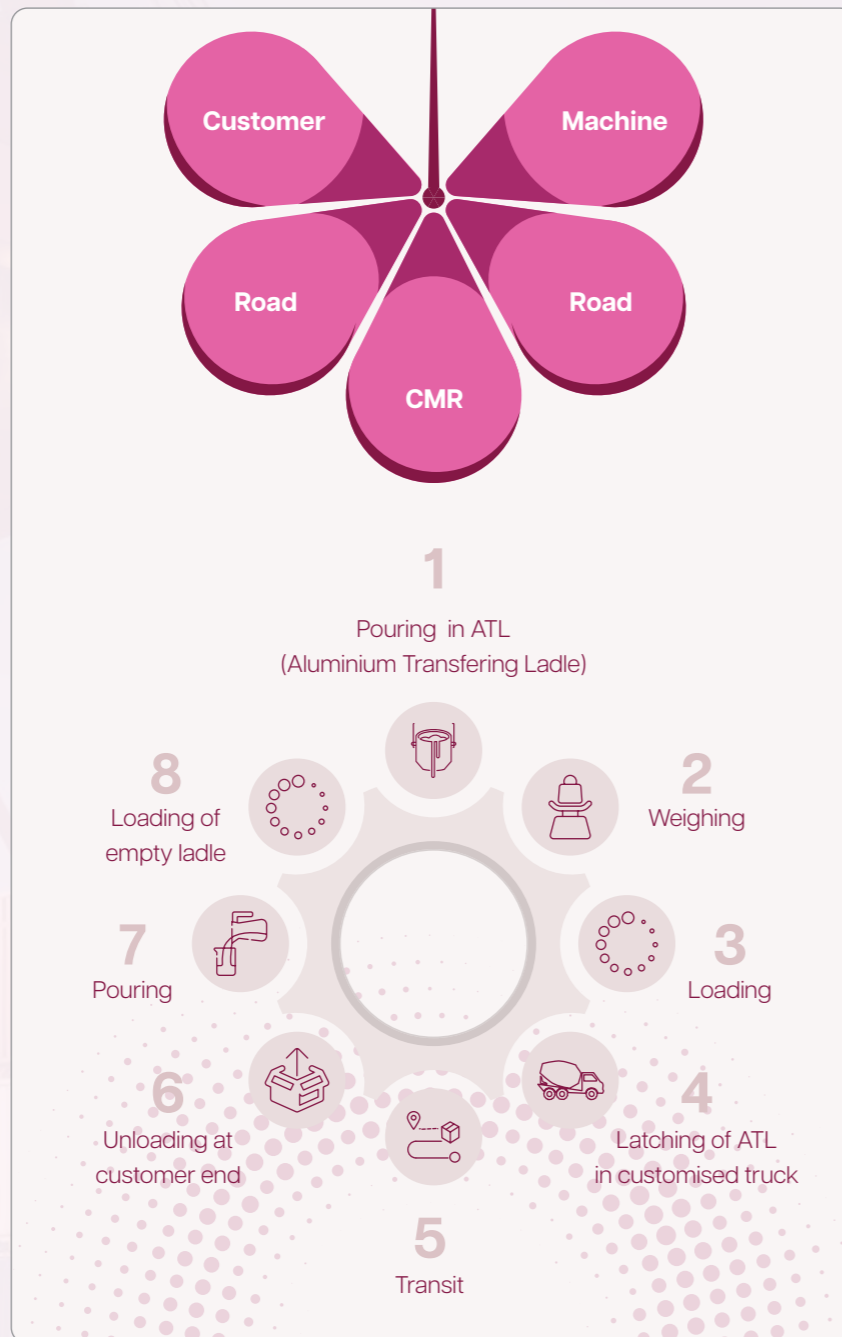 Customer
Machine
Road
Road
CMR
1
Pouring in ATL
(Aluminium Transfering Ladle)
2
Weighing
3
Loading
4
Latching of ATL
in customised truck
5
Transit
6
Unloading at
customer end
7
Pouring
8
Loading of
empty ladle